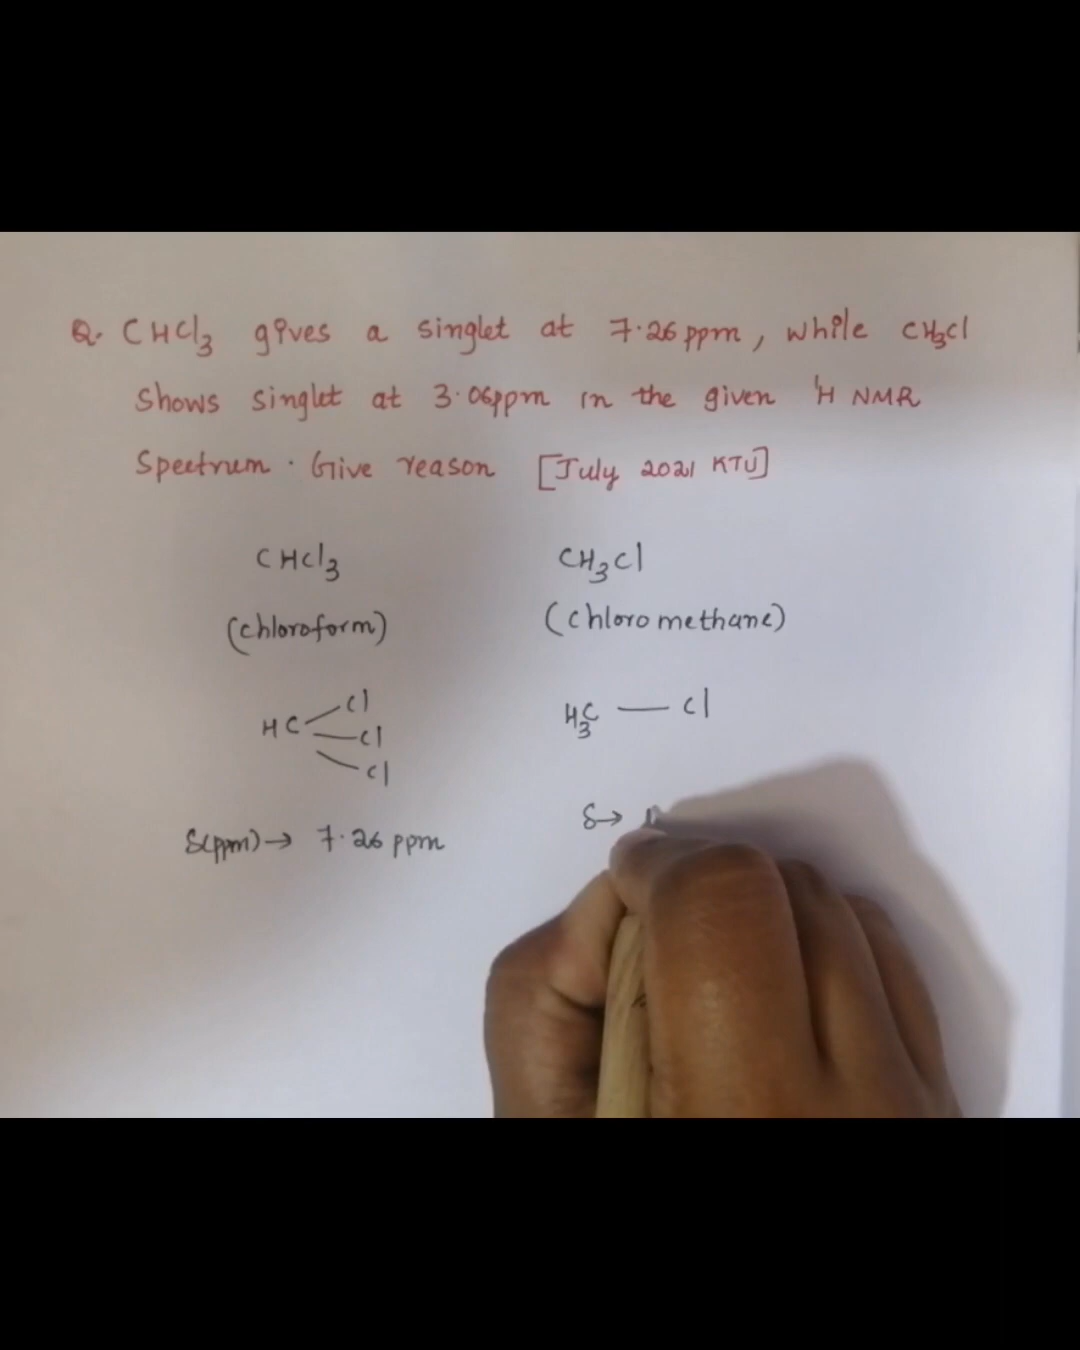 Q. CHCl3 gives a singlet at 7.26 ppm, while CH3Cl
shows singlet at 3.06ppm in the given 1H NMR
Spectrum. Give reason [July 2021 KTU]
CHCl3
CH3Cl
(chloroform)
(chloro methane)
HC Cl
Cl
Cl
H3C — Cl
δ(ppm)→ 7.26 ppm
δ→